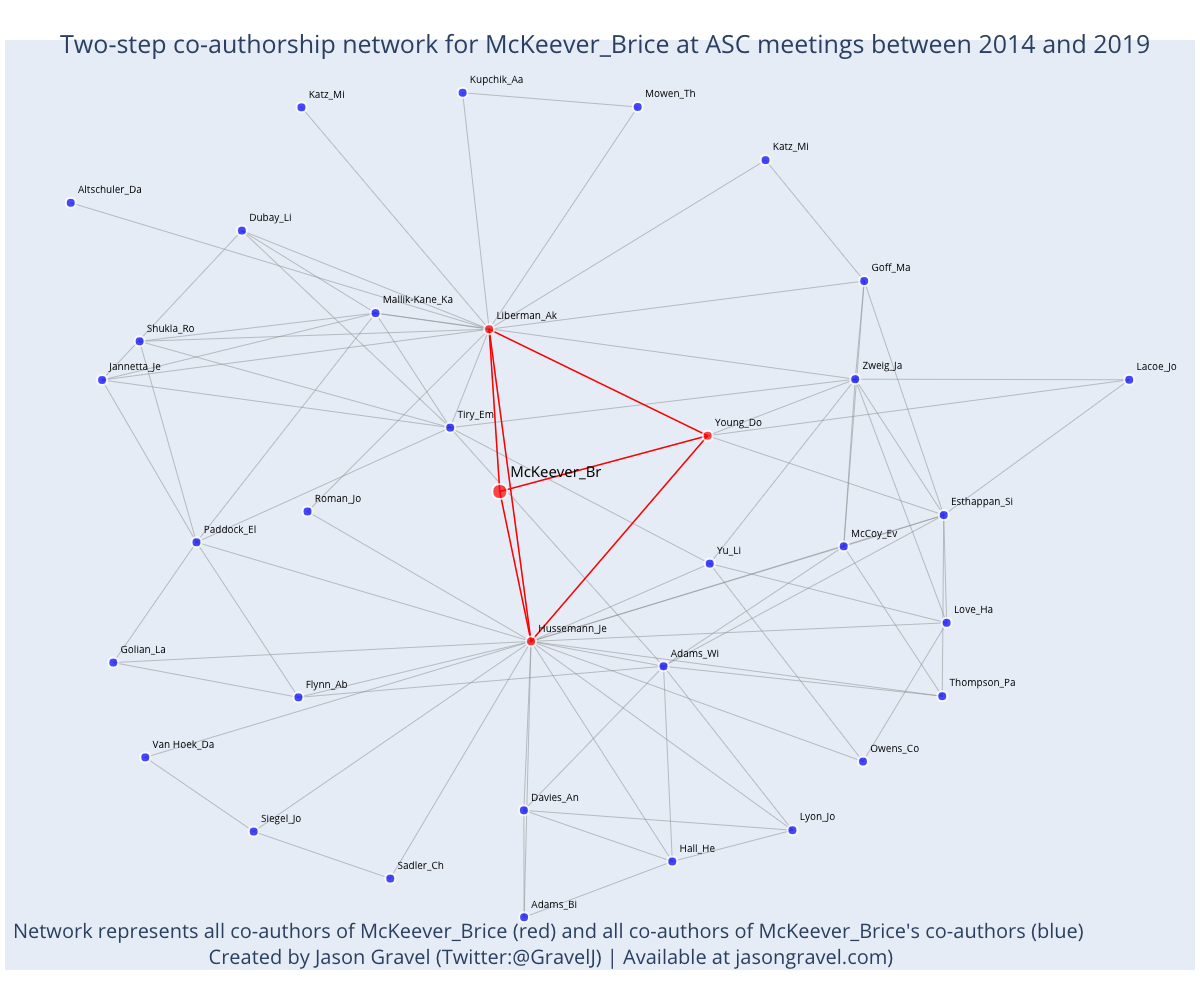 Two-step co-authorship network for McKeever_Brice at ASC meetings between 2014 and 2019
Kupchik_Aa
Katz_Mi
Mowen_Th
Katz_Mi
Altschuler_Da
Dubay_Li
Goff_Ma
Mallik-Kane_Ka
Liberman_Ak
Shukla_Ro
Jannetta_Je
Zweig_Ja
Lacoe_Jo
Tiry_Em
Young_Do
McKeever_Br
Roman_Jo
Esthappan_Si
Paddock_El
McCoy_Ev
Yu_Li
Love_Ha
Hussemann_Je
Golian_La
Adams_Wi
Flynn_Ab
Thompson_Pa
Van Hoek_Da
Owens_Co
Davies_An
Siegel_Jo
Lyon_Jo
Hall_He
Sadler_Ch
Adams_Bi
Network represents all co-authors of McKeever_Brice (red) and all co-authors of McKeever_Brice's co-authors (blue)
Created by Jason Gravel (Twitter:@GravelJ) | Available at jasongravel.com)